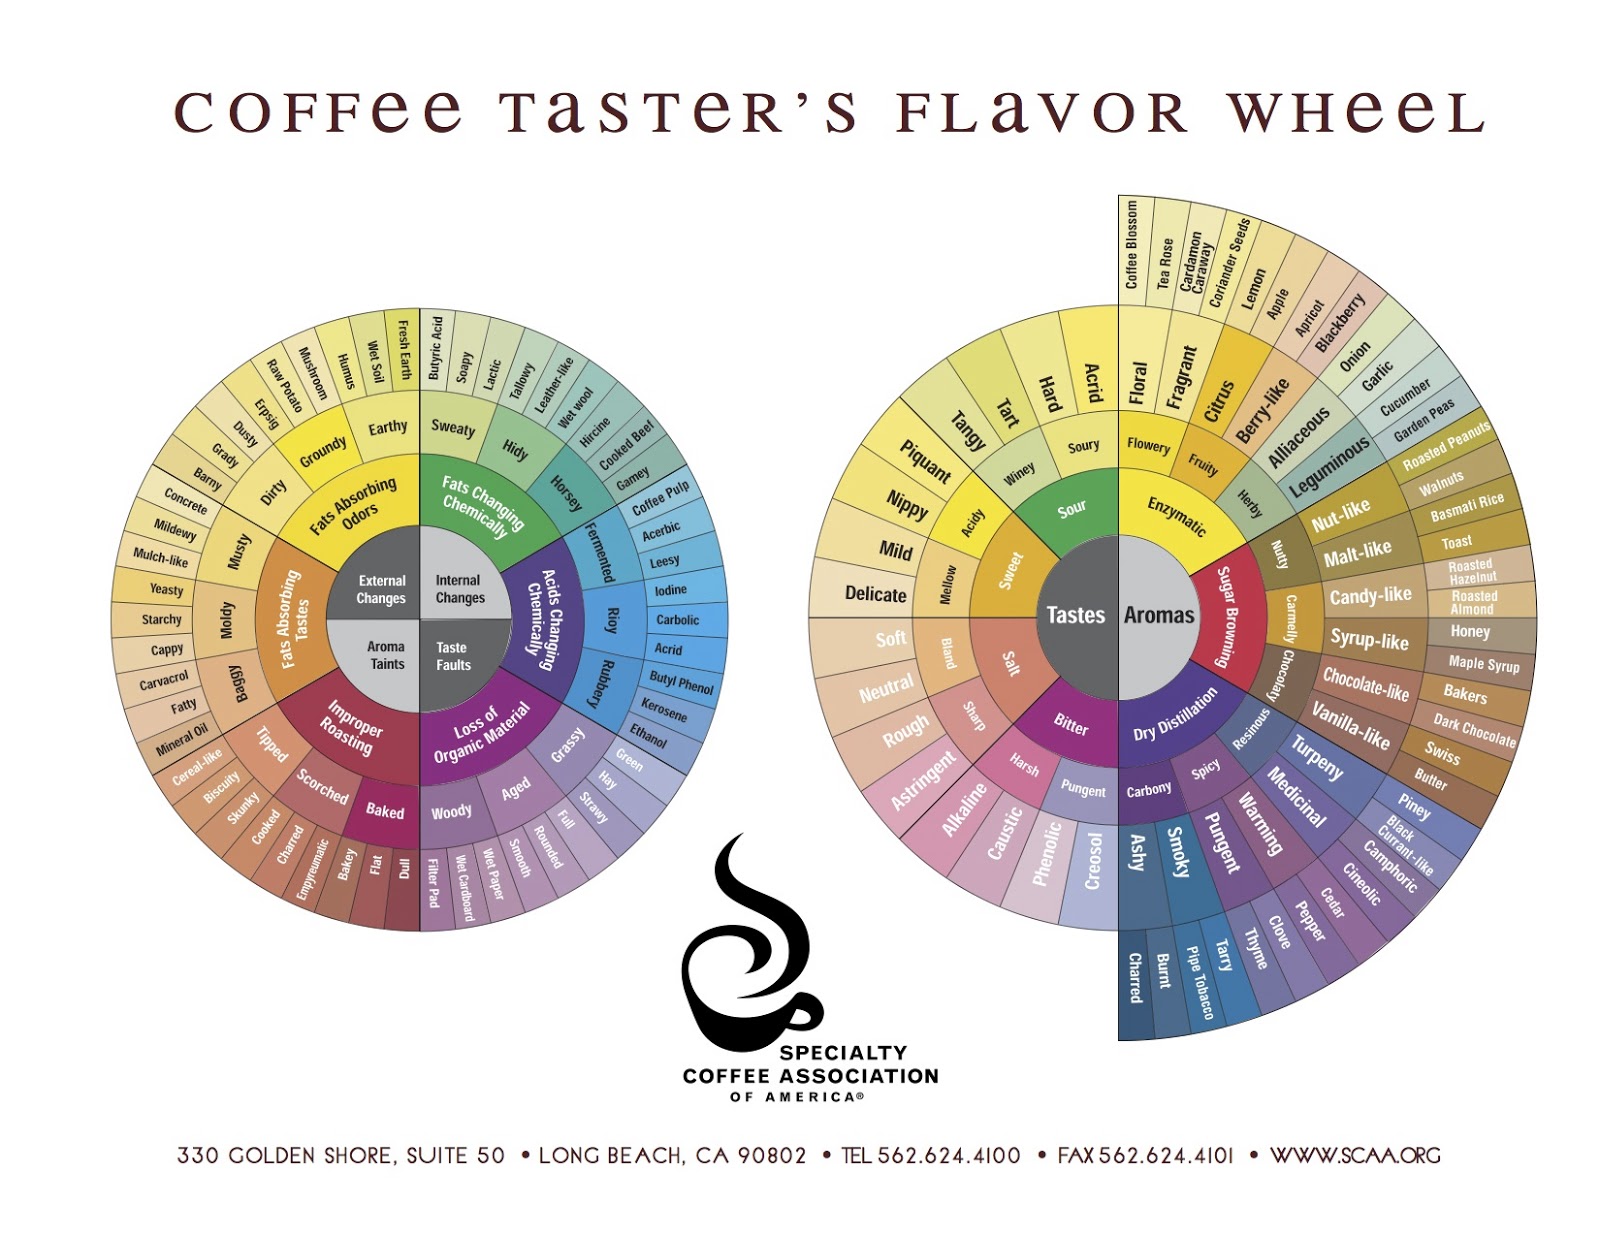 COFFee TaSTeR'S FLaVOR WHeeL
External
Changes
Internal
Changes
Aroma
Taints
Taste
Faults
Fats Absorbing
Odors
Fats Changing
Chemically
Acids Changing
Chemically
Loss of
Organic Material
Improper
Roasting
Fats Absorbing
Tastes
Dirty
Groundy
Earthy
Sweaty
Hidy
Horsey
Fermented
Rioy
Rubbery
Grassy
Aged
Woody
Baked
Scorched
Tipped
Baggy
Moldy
Musty
Barny
Grady
Dusty
Erpsig
Raw Potato
Mushroom
Humus
Wet Soil
Fresh Earth
Butyric Acid
Soapy
Lactic
Tallowy
Leather-like
Wet wool
Hircine
Cooked Beef
Gamey
Coffee Pulp
Acerbic
Leesy
Iodine
Carbolic
Acrid
Butyl Phenol
Kerosene
Ethanol
Green
Hay
Strawy
Full
Rounded
Smooth
Wet Paper
Wet Cardboard
Filter Pad
Dull
Flat
Bakey
Empyreumatic
Charred
Cooked
Skunky
Biscuity
Cereal-like
Mineral Oil
Fatty
Carvacrol
Cappy
Starchy
Yeasty
Mulch-like
Mildewy
Concrete
Tastes
Aromas
Sour
Sweet
Salt
Bitter
Enzymatic
Sugar Browning
Dry Distillation
Soury
Winey
Acidy
Mellow
Bland
Sharp
Harsh
Pungent
Acrid
Hard
Tart
Tangy
Piquant
Nippy
Mild
Delicate
Soft
Neutral
Rough
Astringent
Alkaline
Caustic
Phenolic
Creosol
Flowery
Fruity
Herby
Nutty
Carmelly
Chocolaty
Resinous
Spicy
Carbony
Floral
Fragrant
Citrus
Berry-like
Alliaceous
Leguminous
Nut-like
Malt-like
Candy-like
Syrup-like
Chocolate-like
Vanilla-like
Turpeny
Medicinal
Warming
Pungent
Smoky
Ashy
Coffee Blossom
Tea Rose
Cardamon
Caraway
Coriander Seeds
Lemon
Apple
Apricot
Blackberry
Onion
Garlic
Cucumber
Garden Peas
Roasted Peanuts
Walnuts
Basmati Rice
Toast
Roasted
Hazelnut
Roasted
Almond
Honey
Maple Syrup
Bakers
Dark Chocolate
Swiss
Butter
Piney
Black
Currant-like
Camphoric
Cineolic
Cedar
Pepper
Clove
Thyme
Tarry
Pipe Tobacco
Burnt
Charred
SPECIALTY
COFFEE ASSOCIATION
OF AMERICA®
330 GOLDEN SHORE, SUITE 50 • LONG BEACH, CA 90802 • TEL 562.624.4100 • FAX 562.624.4101 • WWW.SCAA.ORG